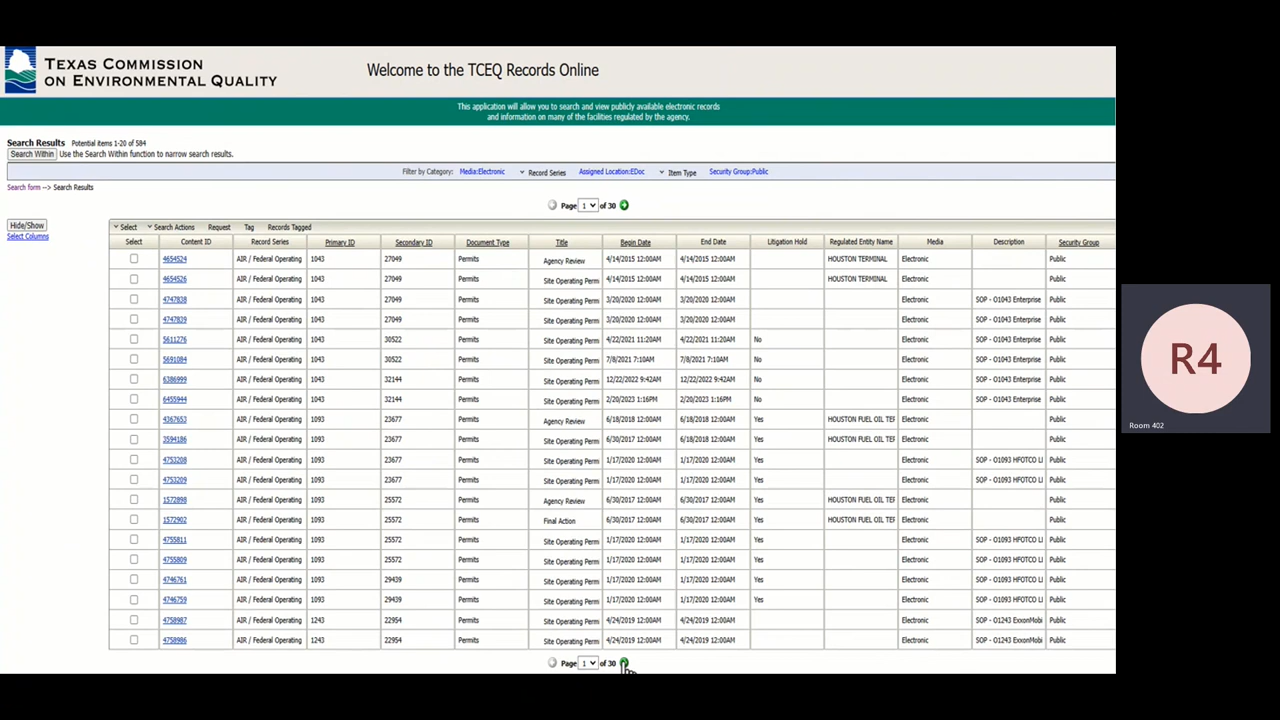 TEXAS COMMISSION
ON ENVIRONMENTAL QUALITY
Welcome to the TCEQ Records Online
This application will allow you to search and view publicly available electronic records
and information on many of the facilities regulated by the agency.
Search Results Potential items 1-20 of 584
Search Within Use the Search Within function to narrow search results.
Filter by Category: Media:Electronic Record Series Assigned Location:EDoc Item Type Security Group:Public
Search form --> Search Results
Page 1 of 30
Hide/Show
Select Columns
Select Search Actions Request Tag Records Tagged
Select Content ID Record Series Primary ID Secondary ID Document Type Title Begin Date End Date Litigation Hold Regulated Entity Name Media Description Security Group
4654524 AIR / Federal Operating 1043 27049 Permits Agency Review 4/14/2015 12:00AM 4/14/2015 12:00AM HOUSTON TERMINAL Electronic Public
4654526 AIR / Federal Operating 1043 27049 Permits Site Operating Perm 4/14/2015 12:00AM 4/14/2015 12:00AM HOUSTON TERMINAL Electronic Public
4747838 AIR / Federal Operating 1043 27049 Permits Site Operating Perm 3/20/2020 12:00AM 3/20/2020 12:00AM Electronic SOP - O1043 Enterprise Public
4747839 AIR / Federal Operating 1043 27049 Permits Site Operating Perm 3/20/2020 12:00AM 3/20/2020 12:00AM Electronic SOP - O1043 Enterprise Public
5611276 AIR / Federal Operating 1043 30522 Permits Site Operating Perm 4/22/2021 11:20AM 4/22/2021 11:20AM No Electronic SOP - O1043 Enterprise Public
5691084 AIR / Federal Operating 1043 30522 Permits Site Operating Perm 7/8/2021 7:10AM 7/8/2021 7:10AM No Electronic SOP - O1043 Enterprise Public
6386999 AIR / Federal Operating 1043 32144 Permits Site Operating Perm 12/22/2022 9:42AM 12/22/2022 9:42AM No Electronic SOP - O1043 Enterprise Public
6455944 AIR / Federal Operating 1043 32144 Permits Site Operating Perm 2/20/2023 1:16PM 2/20/2023 1:16PM No Electronic SOP - O1043 Enterprise Public
4367653 AIR / Federal Operating 1093 23677 Permits Agency Review 6/18/2018 12:00AM 6/18/2018 12:00AM Yes HOUSTON FUEL OIL TEF Electronic Public
3594186 AIR / Federal Operating 1093 23677 Permits Site Operating Perm 6/30/2017 12:00AM 6/18/2018 12:00AM Yes HOUSTON FUEL OIL TEF Electronic Public
4753208 AIR / Federal Operating 1093 23677 Permits Site Operating Perm 1/17/2020 12:00AM 1/17/2020 12:00AM Yes Electronic SOP - O1093 HFOTCO LI Public
4753209 AIR / Federal Operating 1093 23677 Permits Site Operating Perm 1/17/2020 12:00AM 1/17/2020 12:00AM Yes Electronic SOP - O1093 HFOTCO LI Public
1572898 AIR / Federal Operating 1093 25572 Permits Agency Review 6/30/2017 12:00AM 6/30/2017 12:00AM Yes HOUSTON FUEL OIL TEF Electronic Public
1572902 AIR / Federal Operating 1093 25572 Permits Final Action 6/30/2017 12:00AM 6/30/2017 12:00AM Yes HOUSTON FUEL OIL TEF Electronic Public
4755811 AIR / Federal Operating 1093 25572 Permits Site Operating Perm 1/17/2020 12:00AM 1/17/2020 12:00AM Yes Electronic SOP - O1093 HFOTCO LI Public
4755809 AIR / Federal Operating 1093 25572 Permits Site Operating Perm 1/17/2020 12:00AM 1/17/2020 12:00AM Yes Electronic SOP - O1093 HFOTCO LI Public
4746761 AIR / Federal Operating 1093 29439 Permits Site Operating Perm 1/17/2020 12:00AM 1/17/2020 12:00AM Yes Electronic SOP - O1093 HFOTCO LI Public
4746759 AIR / Federal Operating 1093 29439 Permits Site Operating Perm 1/17/2020 12:00AM 1/17/2020 12:00AM Yes Electronic SOP - O1093 HFOTCO LI Public
4758987 AIR / Federal Operating 1243 22954 Permits Site Operating Perm 4/24/2019 12:00AM 4/24/2019 12:00AM Electronic SOP - O1243 ExxonMobi Public
4758986 AIR / Federal Operating 1243 22954 Permits Site Operating Perm 4/24/2019 12:00AM 4/24/2019 12:00AM Electronic SOP - O1243 ExxonMobi Public
Page 1 of 30
R4
Room 402